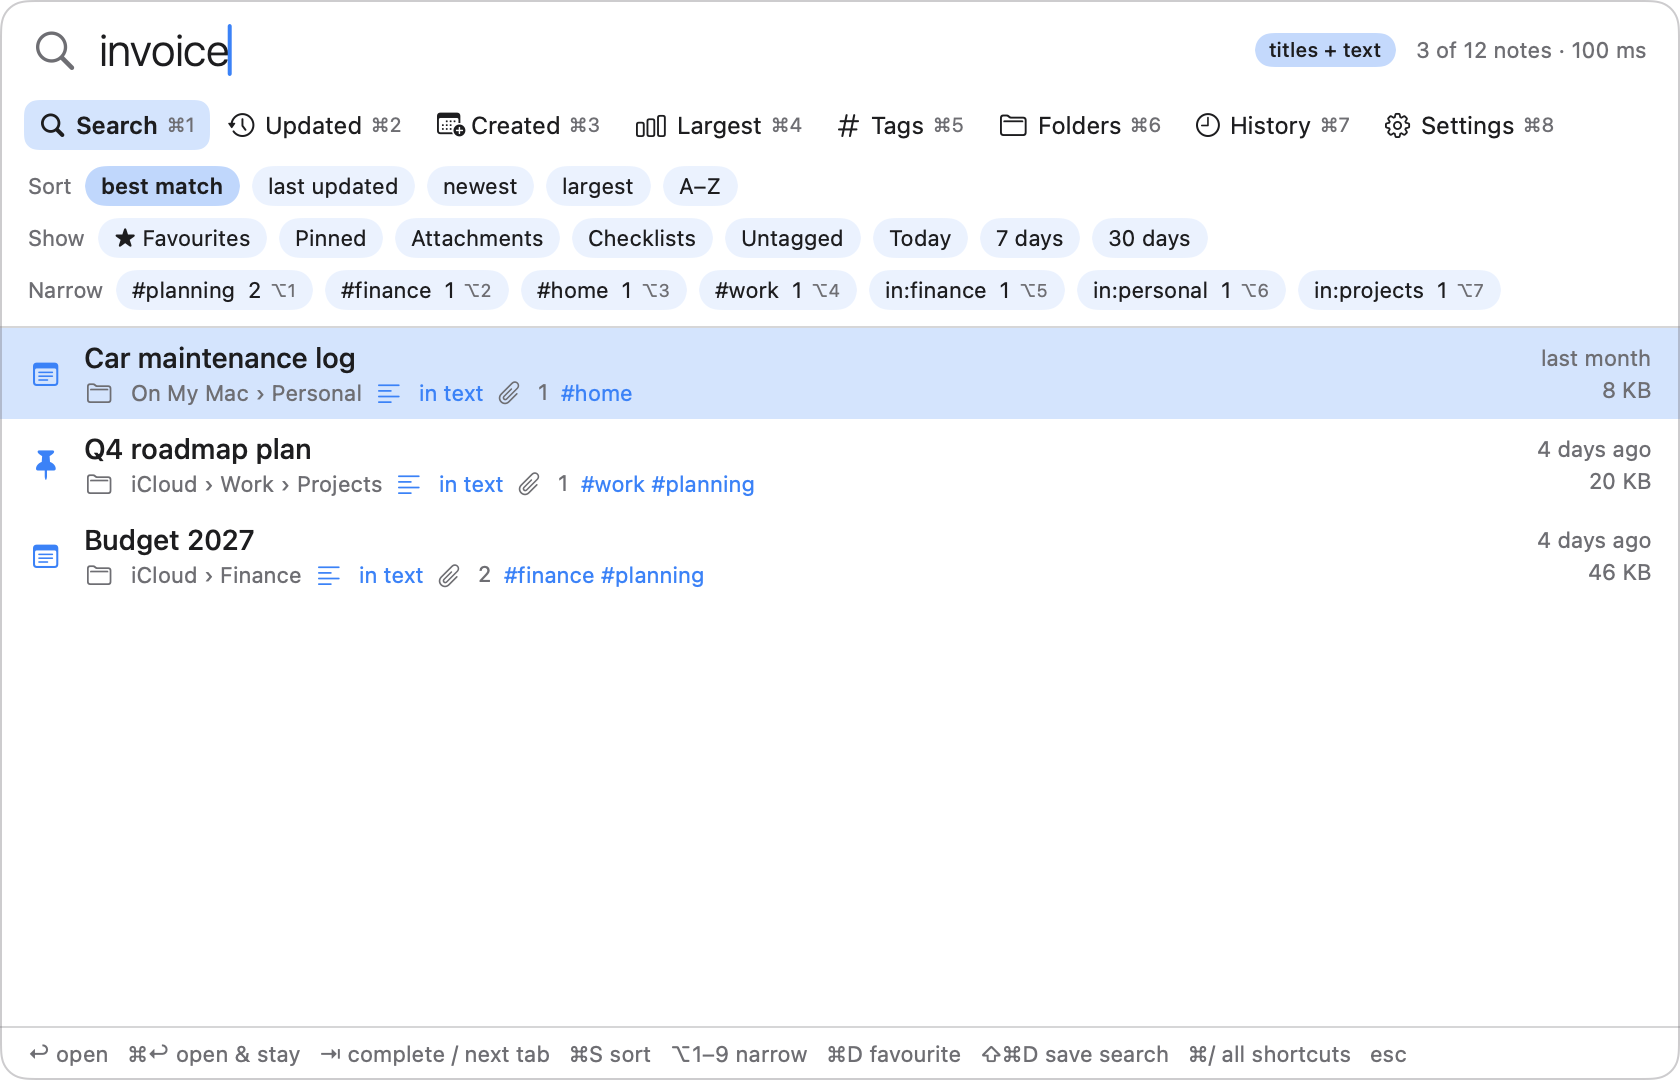 invoice
titles + text 3 of 12 notes · 100 ms
Search ⌘1 Updated ⌘2 Created ⌘3 Largest ⌘4 Tags ⌘5 Folders ⌘6 History ⌘7 Settings ⌘8
Sort best match last updated newest largest A–Z
Show ★ Favourites Pinned Attachments Checklists Untagged Today 7 days 30 days
Narrow #planning 2 ⌥1 #finance 1 ⌥2 #home 1 ⌥3 #work 1 ⌥4 in:finance 1 ⌥5 in:personal 1 ⌥6 in:projects 1 ⌥7
Car maintenance log last month
On My Mac › Personal in text 1 #home 8 KB
Q4 roadmap plan 4 days ago
iCloud › Work › Projects in text 1 #work #planning 20 KB
Budget 2027 4 days ago
iCloud › Finance in text 2 #finance #planning 46 KB
↩ open ⌘↩ open & stay ⇥ complete / next tab ⌘S sort ⌥1–9 narrow ⌘D favourite ⇧⌘D save search ⌘/ all shortcuts esc